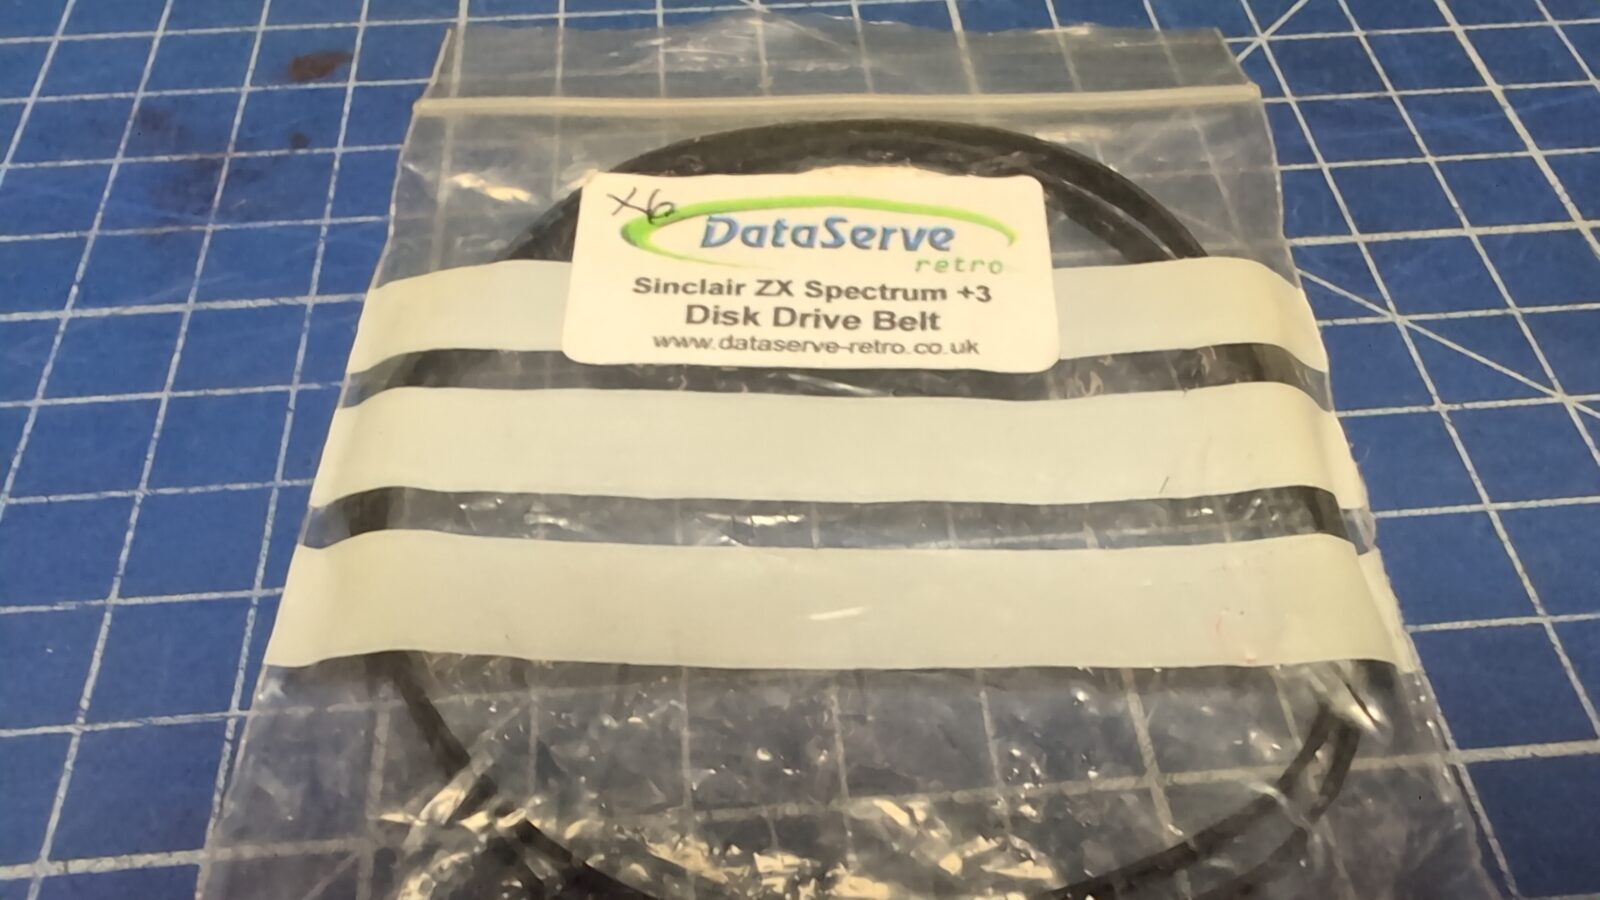 x6
DataServe
retro
Sinclair ZX Spectrum +3
Disk Drive Belt
www.dataserve-retro.co.uk